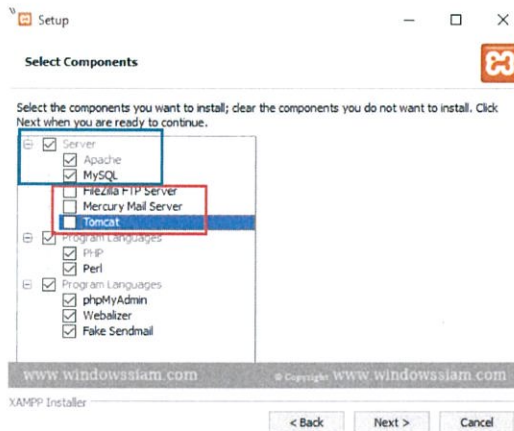 Setup
Select Components
Select the components you want to install; clear the components you do not want to install. Click
Next when you are ready to continue.
Server
Apache
MySQL
FileZilla FTP Server
Mercury Mail Server
Tomcat
Program Languages
PHP
Perl
Program Languages
phpMyAdmin
Webalizer
Fake Sendmail
www.windowssiam.com
© Copyright www.windowssiam.com
XAMPP Installer
< Back
Next >
Cancel